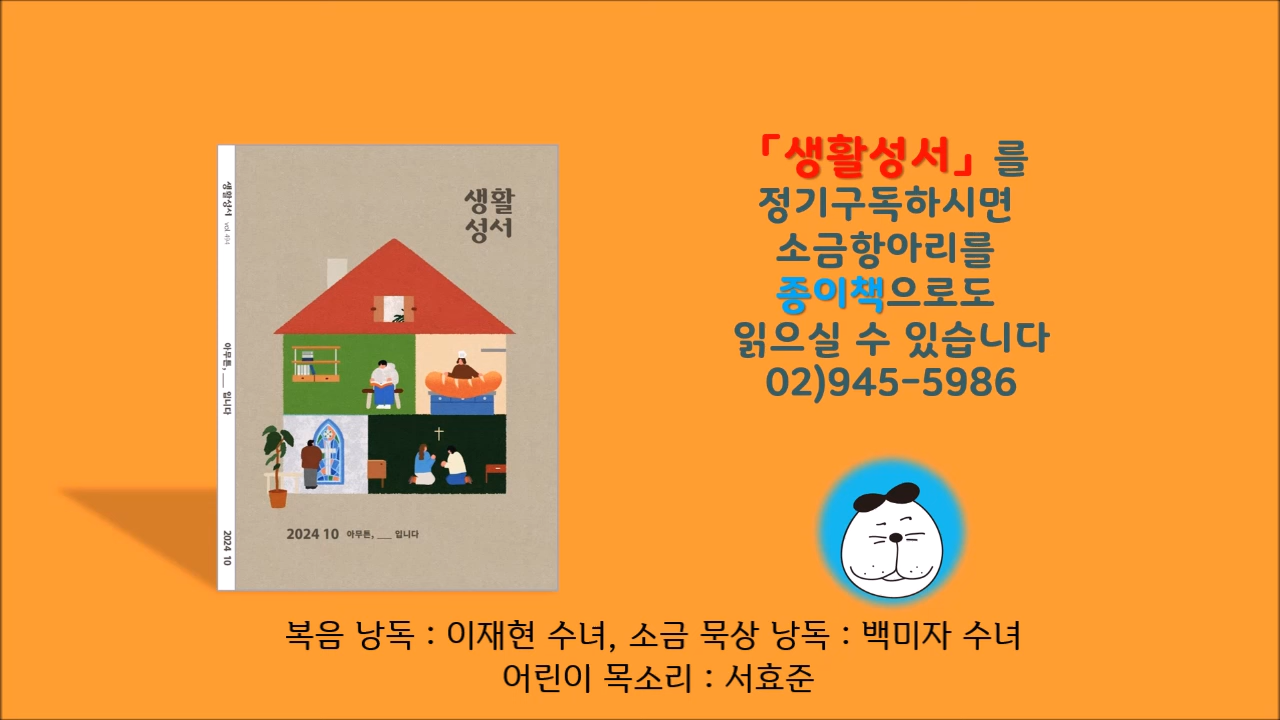 생활성서 vol.494
아무튼, ___ 입니다
2024 10
생활
성서
2024 10 아무튼, ___ 입니다
「생활성서」를
정기구독하시면
소금항아리를
종이책으로도
읽으실 수 있습니다
02)945-5986
복음 낭독 : 이재현 수녀, 소금 묵상 낭독 : 백미자 수녀
어린이 목소리 : 서효준